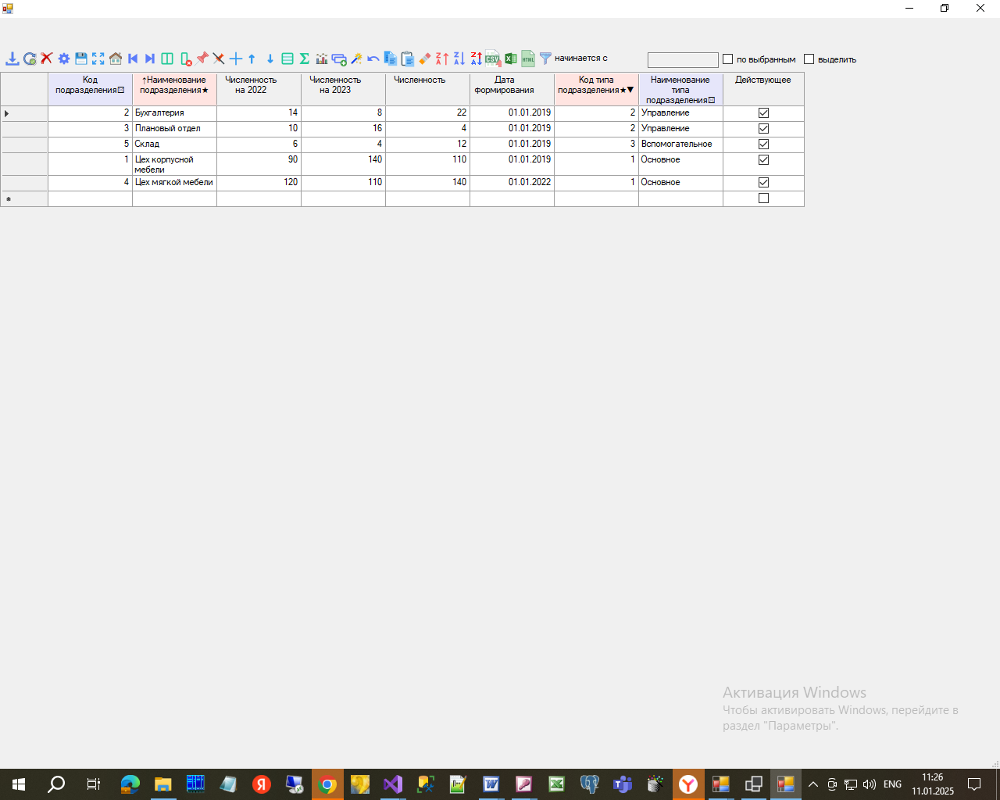 начинается с
по выбранным
выделить
Код подразделения⚃
↑Наименование подразделения★
Численность на 2022
Численность на 2023
Численность
Дата формирования
Код типа подразделения★▼
Наименование типа подразделения⚃
Действующее
2 Бухгалтерия 14 8 22 01.01.2019 2 Управление
3 Плановый отдел 10 16 4 01.01.2019 2 Управление
5 Склад 6 4 12 01.01.2019 3 Вспомогательное
1 Цех корпусной мебели 90 140 110 01.01.2019 1 Основное
4 Цех мягкой мебели 120 110 140 01.01.2022 1 Основное
Активация Windows
Чтобы активировать Windows, перейдите в
раздел "Параметры".
ENG
11:26
11.01.2025